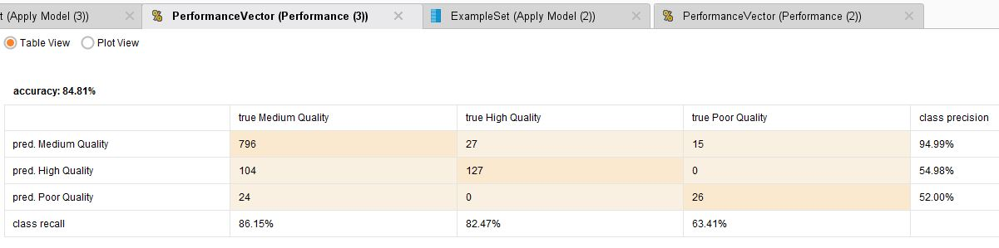 t (Apply Model (3)) PerformanceVector (Performance (3)) ExampleSet (Apply Model (2)) PerformanceVector (Performance (2))
Table View Plot View
accuracy: 84.81%
true Medium Quality true High Quality true Poor Quality class precision
pred. Medium Quality 796 27 15 94.99%
pred. High Quality 104 127 0 54.98%
pred. Poor Quality 24 0 26 52.00%
class recall 86.15% 82.47% 63.41%